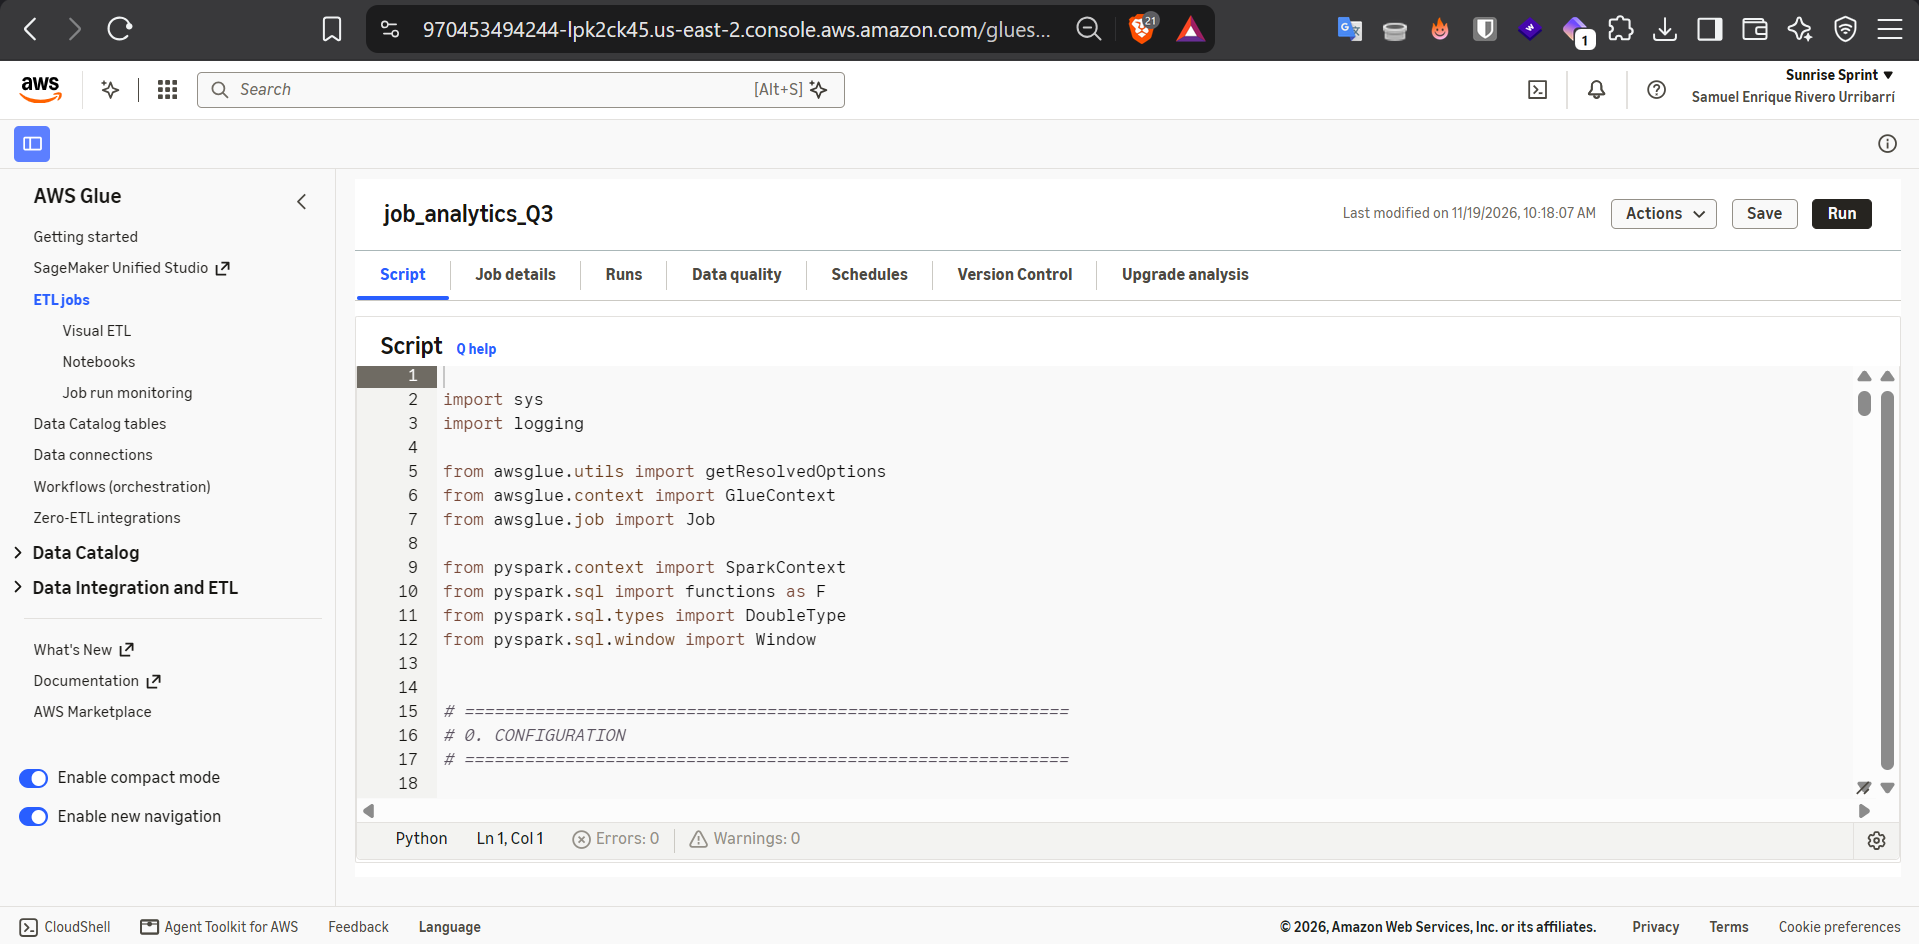 970453494244-lpk2ck45.us-east-2.console.aws.amazon.com/glues...
21
1
aws
Search
[Alt+S]
Sunrise Sprint
Samuel Enrique Rivero Urribarrí
AWS Glue
Getting started
SageMaker Unified Studio
ETL jobs
Visual ETL
Notebooks
Job run monitoring
Data Catalog tables
Data connections
Workflows (orchestration)
Zero-ETL integrations
Data Catalog
Data Integration and ETL
What's New
Documentation
AWS Marketplace
Enable compact mode
Enable new navigation
job_analytics_Q3
Last modified on 11/19/2026, 10:18:07 AM
Actions
Save
Run
Script
Job details
Runs
Data quality
Schedules
Version Control
Upgrade analysis
Script Q help
1
2 import sys
3 import logging
4
5 from awsglue.utils import getResolvedOptions
6 from awsglue.context import GlueContext
7 from awsglue.job import Job
8
9 from pyspark.context import SparkContext
10 from pyspark.sql import functions as F
11 from pyspark.sql.types import DoubleType
12 from pyspark.sql.window import Window
13
14
15 # ============================================================
16 # 0. CONFIGURATION
17 # ============================================================
18
Python Ln 1, Col 1 Errors: 0 Warnings: 0
CloudShell Agent Toolkit for AWS Feedback Language
© 2026, Amazon Web Services, Inc. or its affiliates. Privacy Terms Cookie preferences